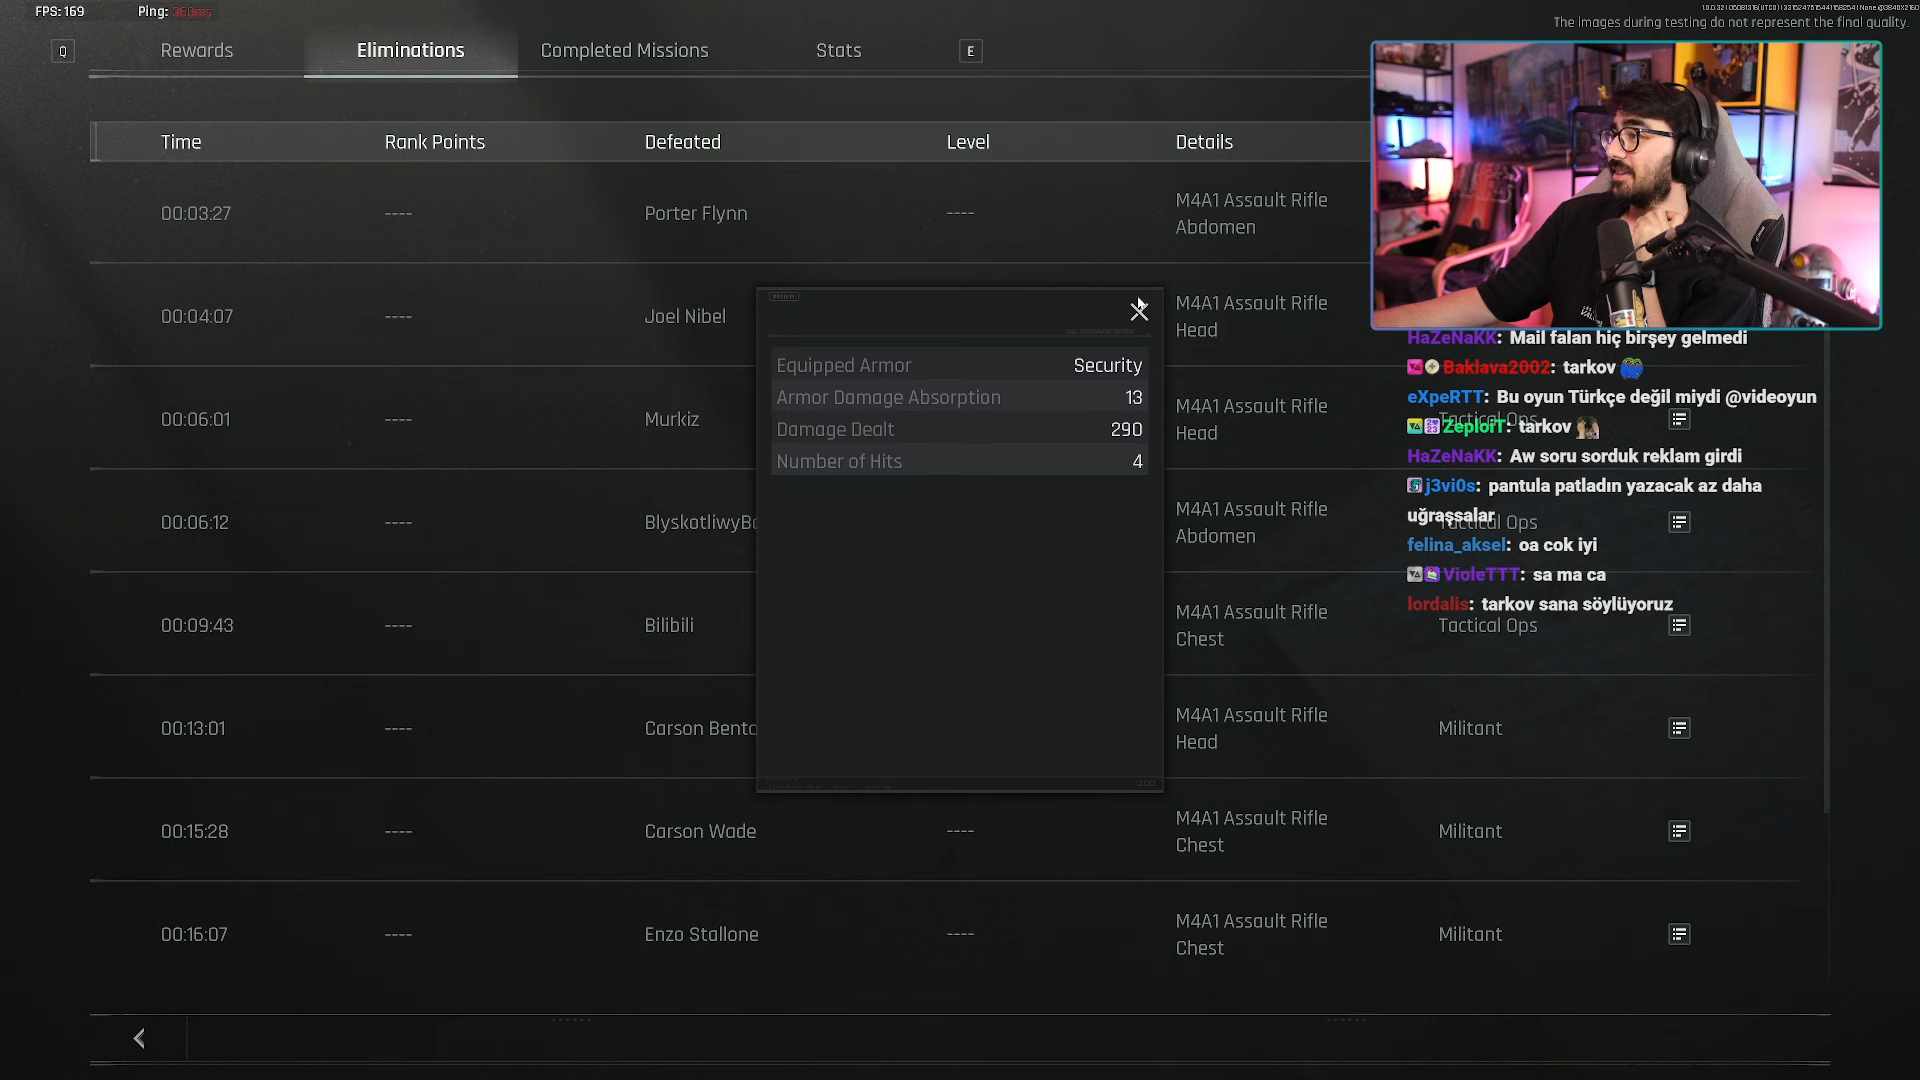 FPS: 169
Ping: 360ms
The images during testing do not represent the final quality.
Q
Rewards
Eliminations
Completed Missions
Stats
E
Time
Rank Points
Defeated
Level
Details
00:03:27
----
Porter Flynn
----
M4A1 Assault Rifle
Abdomen
00:04:07
----
Joel Nibel
M4A1 Assault Rifle
Head
00:06:01
----
Murkiz
M4A1 Assault Rifle
Head
Tactical Ops
00:06:12
----
BlyskotliwyBo
M4A1 Assault Rifle
Abdomen
Tactical Ops
00:09:43
----
Bilibili
M4A1 Assault Rifle
Chest
Tactical Ops
00:13:01
----
Carson Bento
M4A1 Assault Rifle
Head
Militant
00:15:28
----
Carson Wade
----
M4A1 Assault Rifle
Chest
Militant
00:16:07
----
Enzo Stallone
----
M4A1 Assault Rifle
Chest
Militant
Equipped Armor Security
Armor Damage Absorption 13
Damage Dealt 290
Number of Hits 4
HaZeNaKK: Mail falan hiç birşey gelmedi
Baklava2002: tarkov
eXpeRTT: Bu oyun Türkçe değil miydi @videoyun
ZeploiT: tarkov
HaZeNaKK: Aw soru sorduk reklam girdi
j3vi0s: pantula patladın yazacak az daha
uğraşsalar
felina_aksel: oa cok iyi
VioleTTT: sa ma ca
lordalis: tarkov sana söylüyoruz